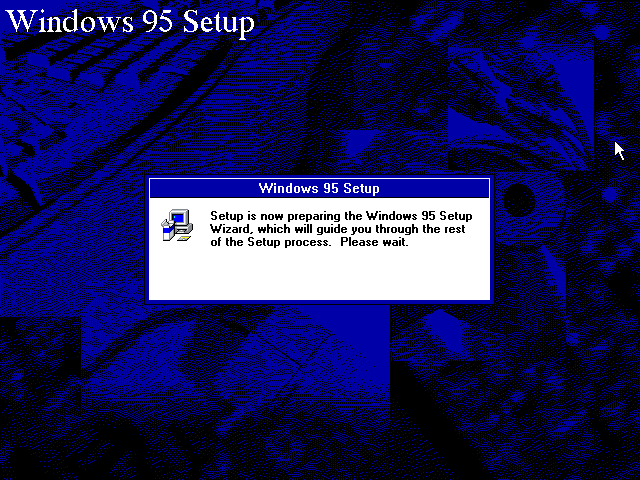 Windows 95 Setup
Windows 95 Setup
Setup is now preparing the Windows 95 Setup
Wizard, which will guide you through the rest
of the Setup process.  Please wait.